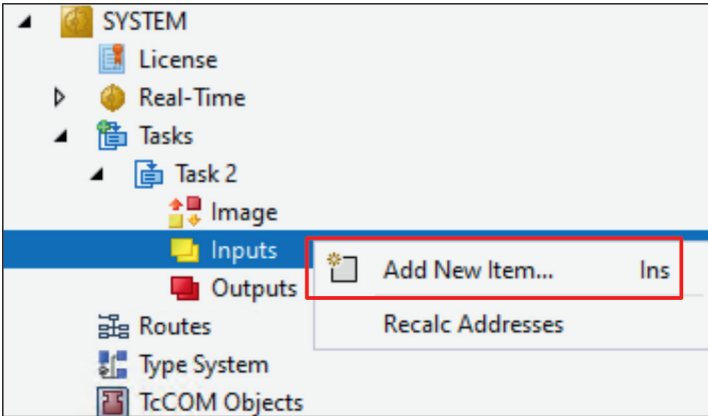 SYSTEM
License
Real-Time
Tasks
Task 2
Image
Inputs
Add New Item... Ins
Outputs
Recalc Addresses
Routes
Type System
TcCOM Objects